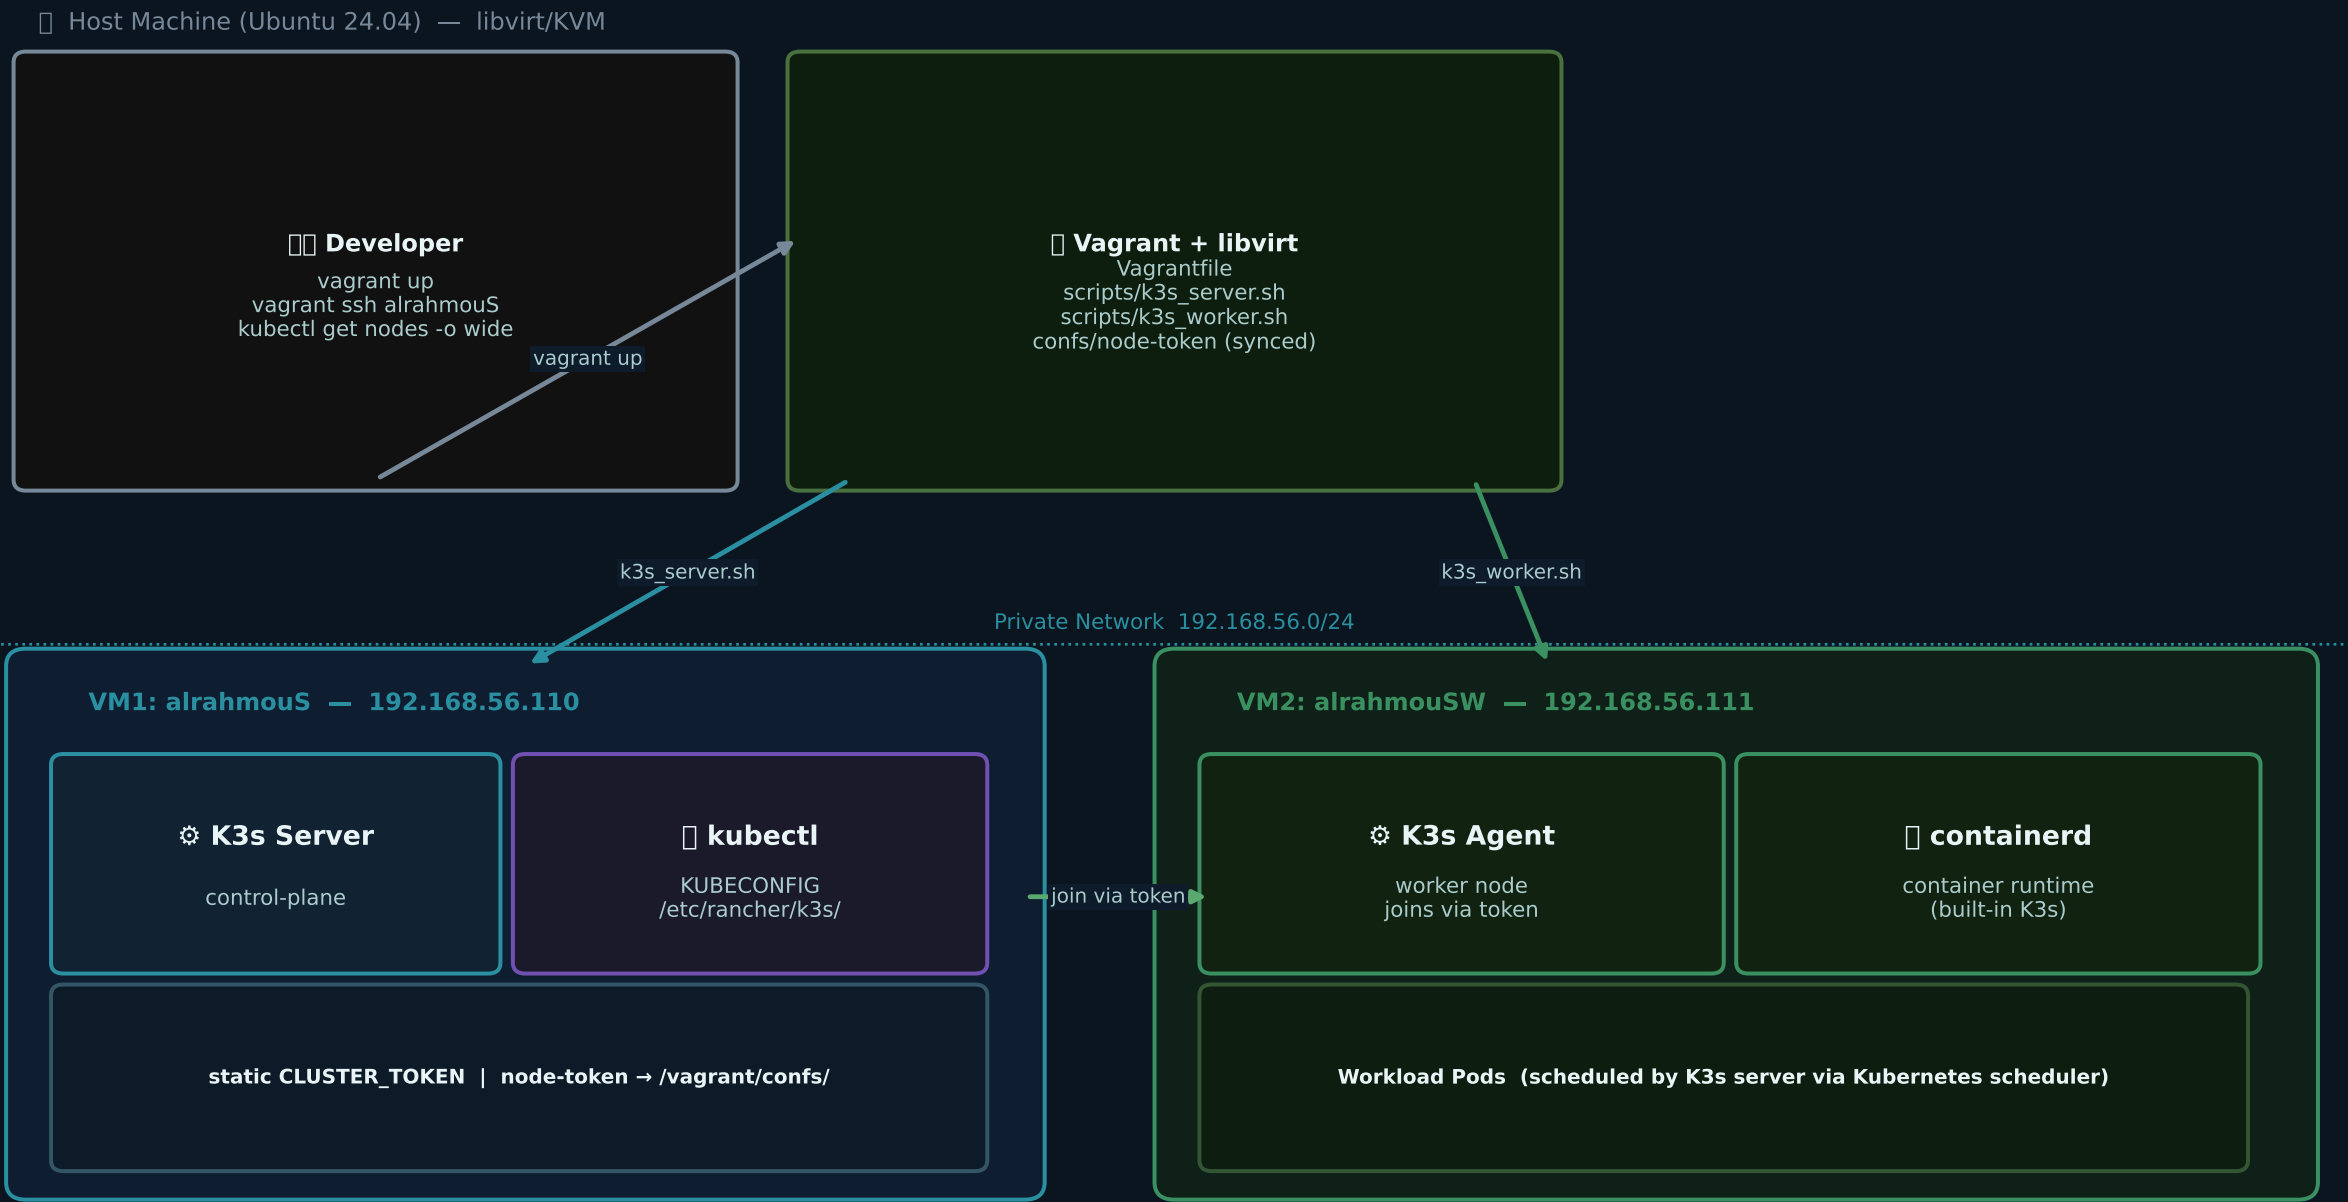 Host Machine (Ubuntu 24.04) — libvirt/KVM
Developer
vagrant up
vagrant ssh alrahmouS
kubectl get nodes -o wide
vagrant up
Vagrant + libvirt
Vagrantfile
scripts/k3s_server.sh
scripts/k3s_worker.sh
confs/node-token (synced)
k3s_server.sh
k3s_worker.sh
Private Network 192.168.56.0/24
VM1: alrahmouS — 192.168.56.110
⚙ K3s Server
control-plane
kubectl
KUBECONFIG
/etc/rancher/k3s/
static CLUSTER_TOKEN | node-token → /vagrant/confs/
join via token
VM2: alrahmouSW — 192.168.56.111
⚙ K3s Agent
worker node
joins via token
containerd
container runtime
(built-in K3s)
Workload Pods (scheduled by K3s server via Kubernetes scheduler)